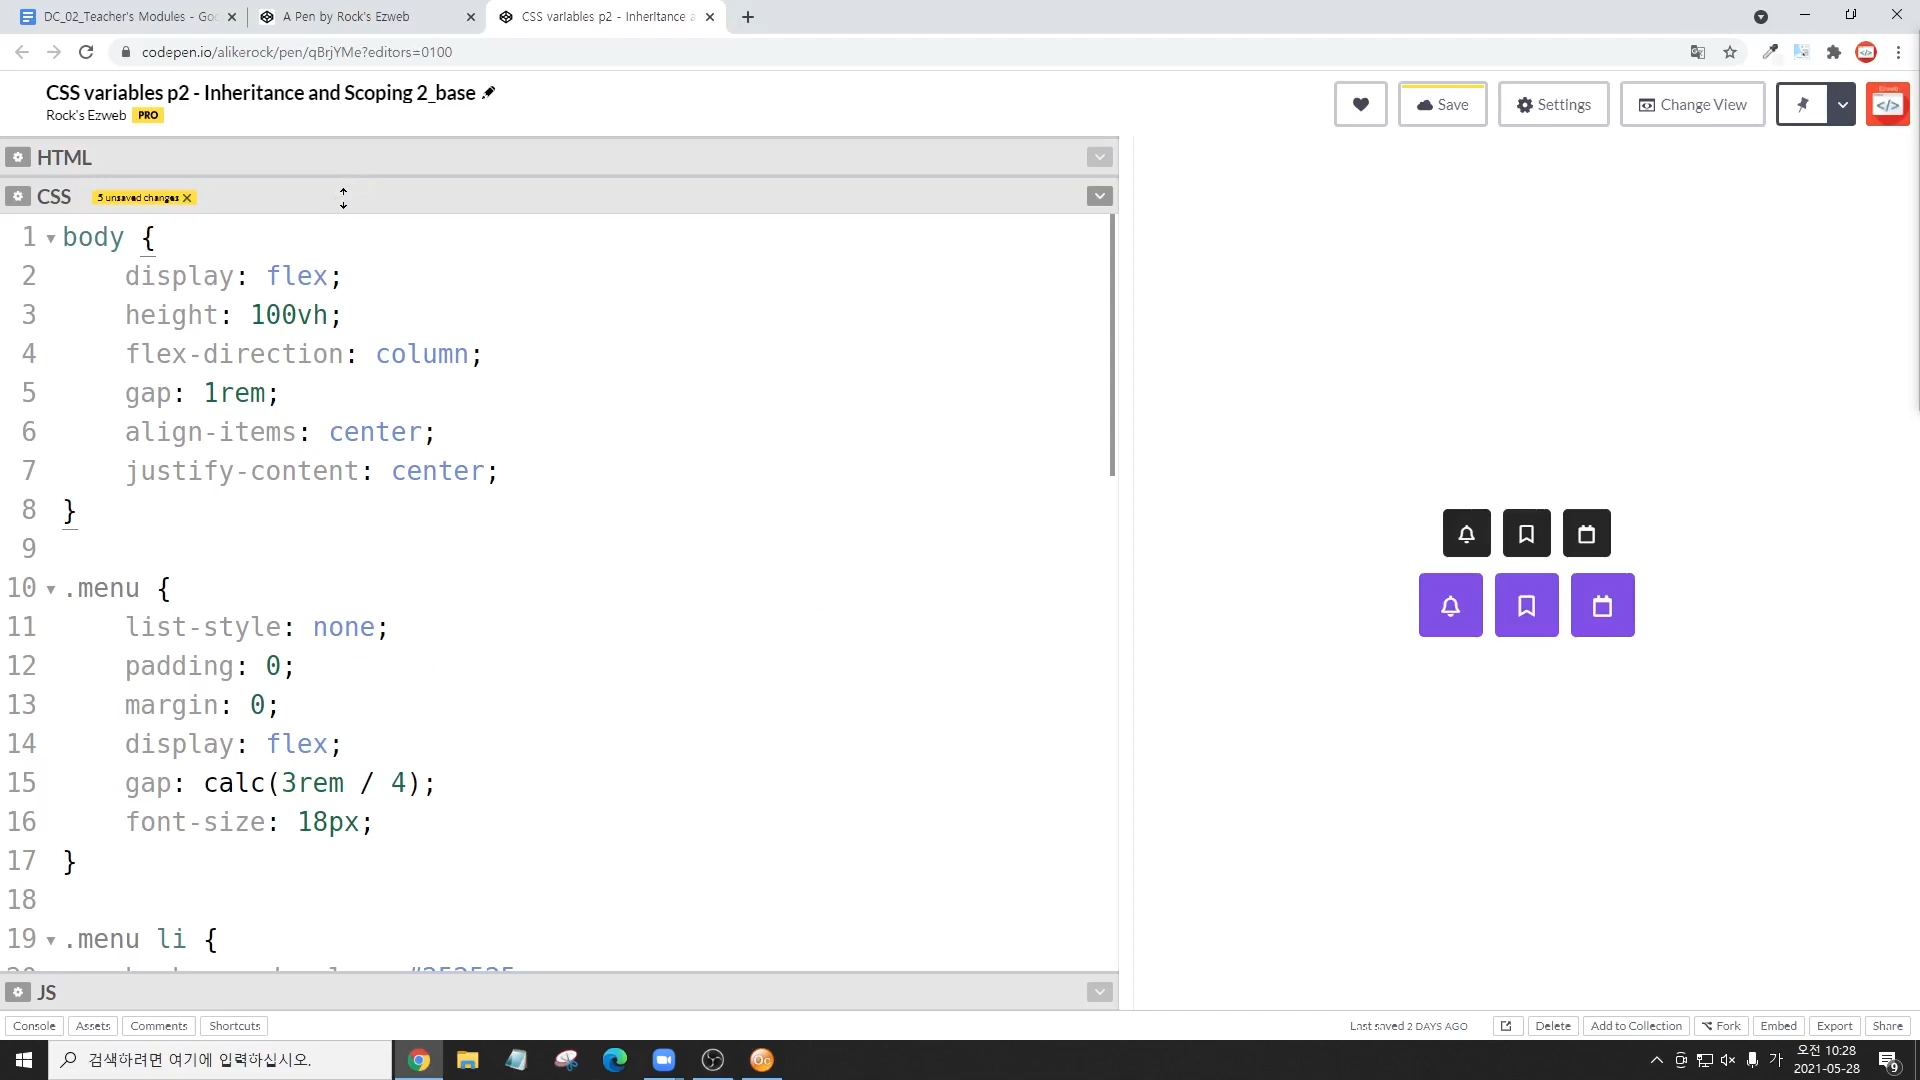 DC_02_Teacher's Modules - Goo
A Pen by Rock's Ezweb
CSS variables p2 - Inheritance a
codepen.io/alikerock/pen/qBrjYMe?editors=0100
CSS variables p2 - Inheritance and Scoping 2_base
Rock's Ezweb PRO
Save
Settings
Change View
HTML
CSS 5 unsaved changes ×
1 body {
2 display: flex;
3 height: 100vh;
4 flex-direction: column;
5 gap: 1rem;
6 align-items: center;
7 justify-content: center;
8 }
9
10 .menu {
11 list-style: none;
12 padding: 0;
13 margin: 0;
14 display: flex;
15 gap: calc(3rem / 4);
16 font-size: 18px;
17 }
18
19 .menu li {
JS
Console Assets Comments Shortcuts
Last saved 2 DAYS AGO Delete Add to Collection Fork Embed Export Share
검색하려면 여기에 입력하십시오.
가
오전 10:28
2021-05-28
9